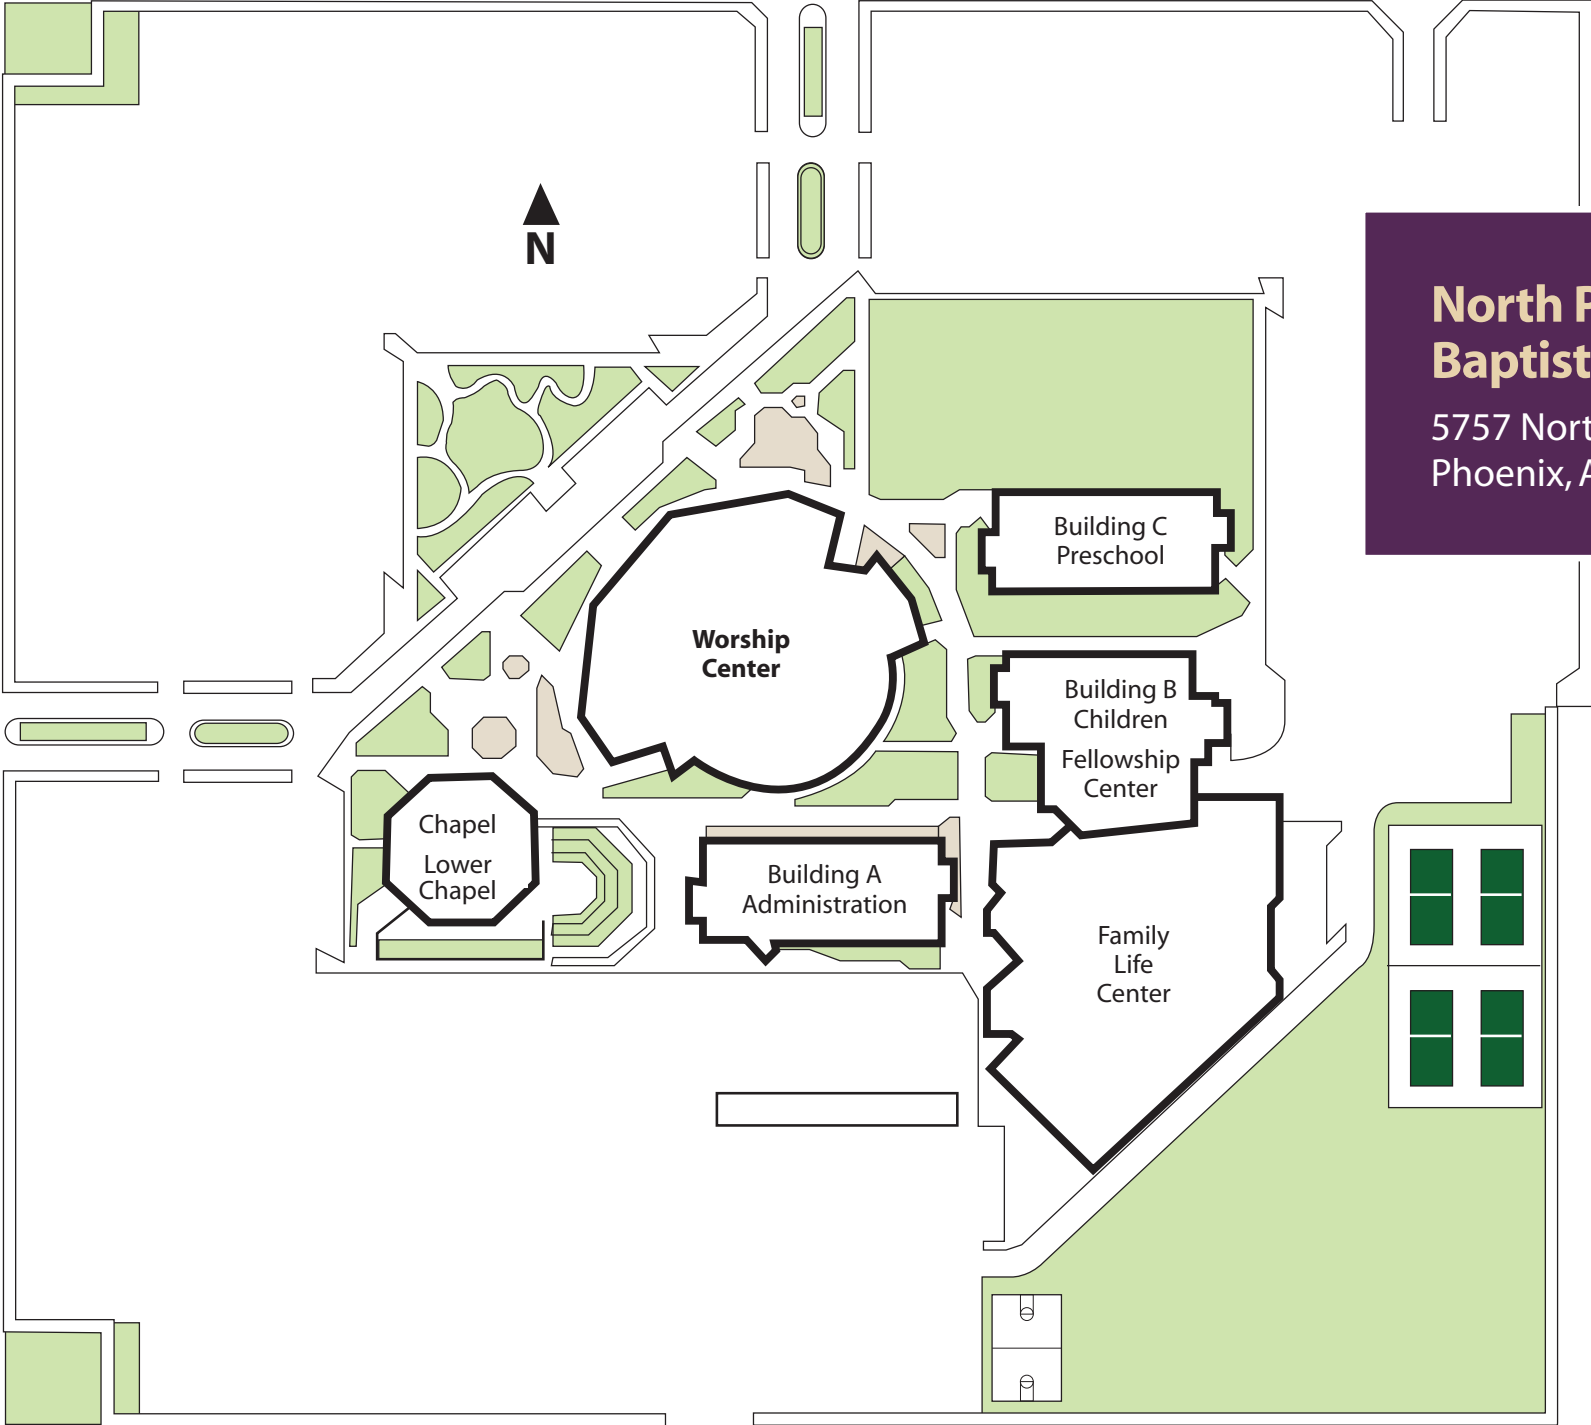 N
North P
Baptist
5757 Nort
Phoenix, A
Building C
Preschool
Worship
Center
Building B
Children
Fellowship
Center
Chapel
Lower
Chapel
Building A
Administration
Family
Life
Center